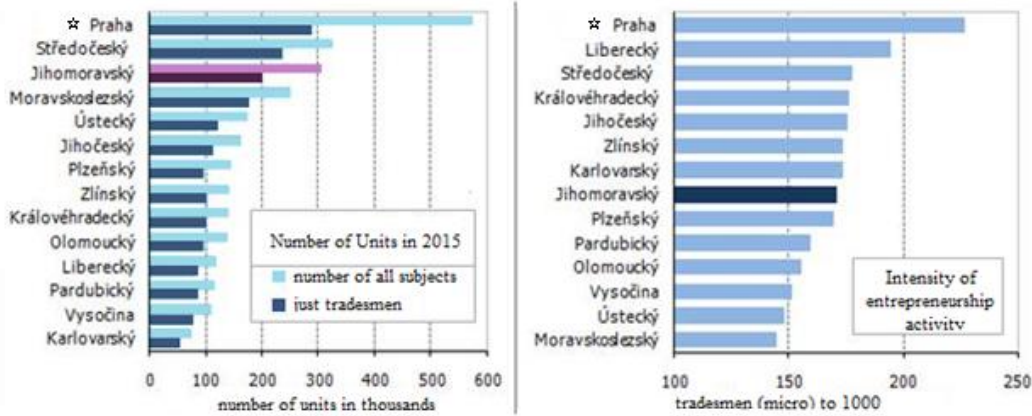 ☆ Praha
Středočeský
Jihomoravský
Moravskoslezský
Ústecký
Jihočeský
Plzeňský
Zlínský
Královéhradecký
Olomoucký
Liberecký
Pardubický
Vysočina
Karlovarský
Number of Units in 2015
number of all subjects
just tradesmen
0 100 200 300 400 500 600
number of units in thousands
☆ Praha
Liberecký
Středočeský
Královéhradecký
Jihočeský
Zlínský
Karlovarský
Jihomoravský
Plzeňský
Pardubický
Olomoucký
Vysočina
Ústecký
Moravskoslezský
Intensity of
entrepreneurship
activity
100 150 200 250
tradesmen (micro) to 1000